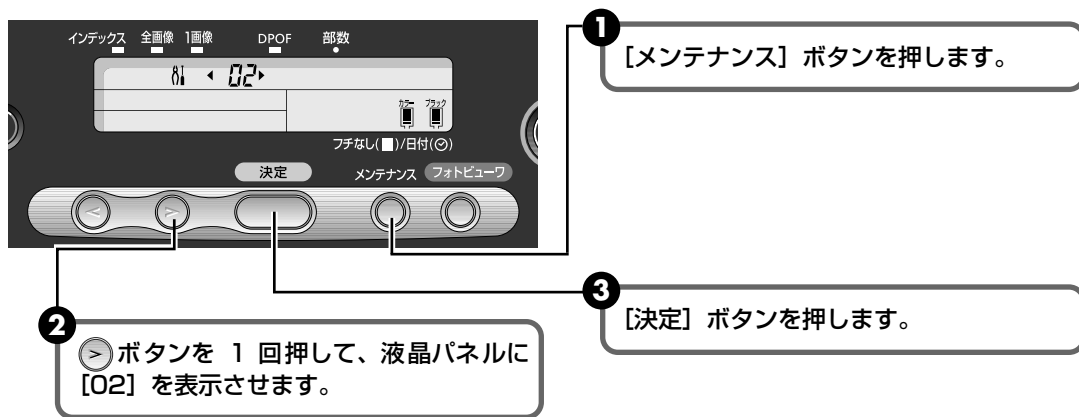 インデックス 全画像 1画像 DPOF 部数
02
カラー ブラック
フチなし(■)/日付(◷)
決定 メンテナンス フォトビューワ
< >
1
[メンテナンス] ボタンを押します。
2
> ボタンを 1 回押して、液晶パネルに
[02] を表示させます。
3
[決定] ボタンを押します。